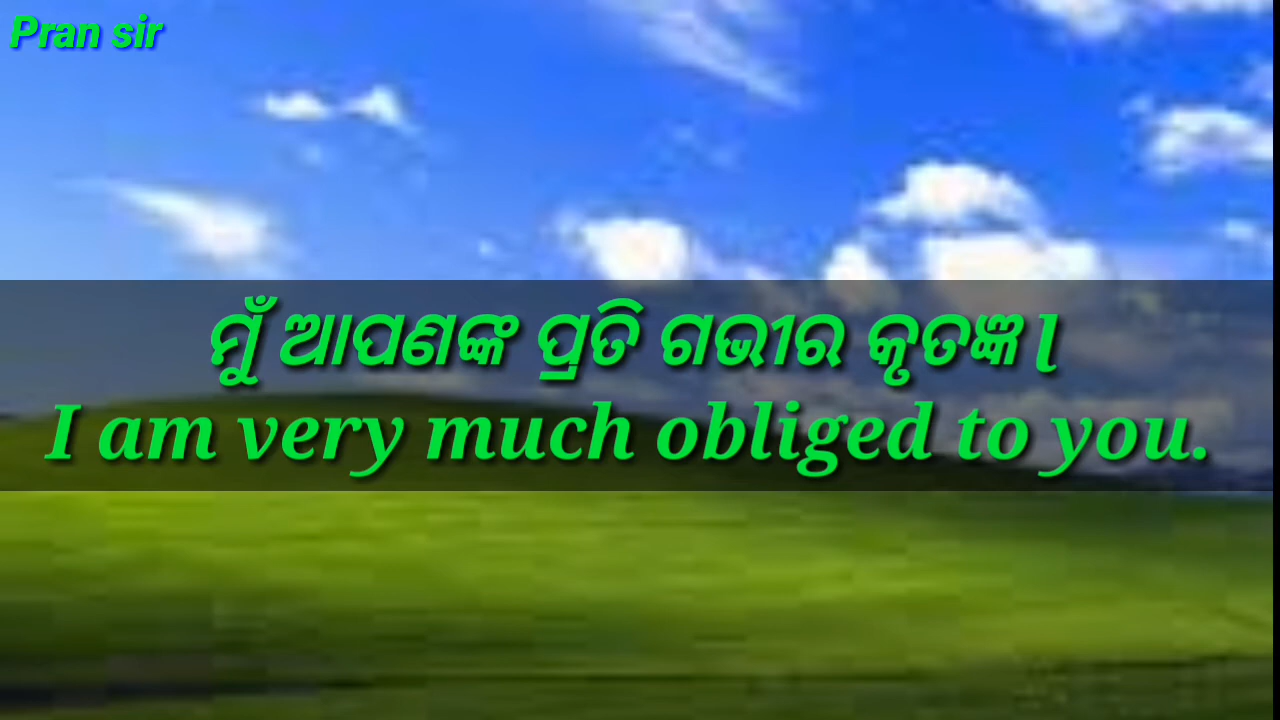 Pran sir
ମୁଁ ଆପଣଙ୍କ ପ୍ରତି ଗଭୀର କୃତଜ୍ଞ l
I am very much obliged to you.